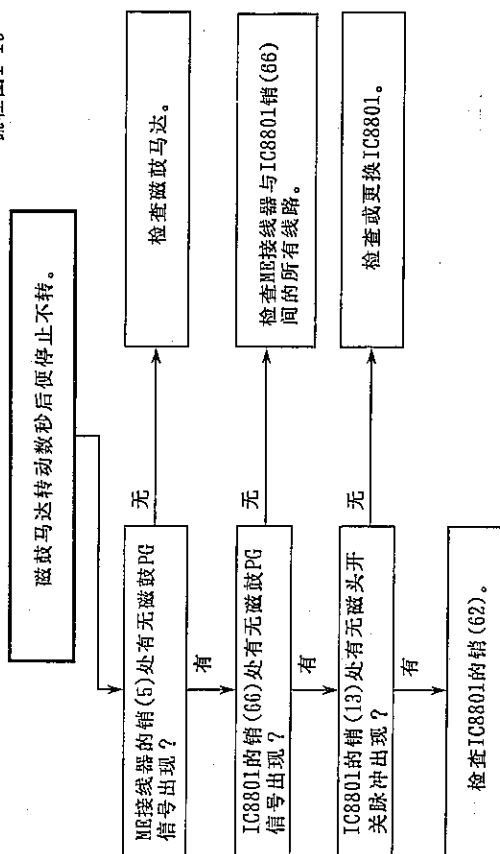 磁鼓马达转动数秒后便停止不转。
ME接线器的销(5)处有无磁鼓PG
信号出现？
无
检查磁鼓马达。
有
IC8801的销(66)处有无磁鼓PG
信号出现？
无
检查ME接线器与IC8801销(66)
间的所有线路。
有
IC8801的销(13)处有无磁头开
关脉冲出现？
无
检查或更换IC8801。
有
检查IC8801的销(62)。